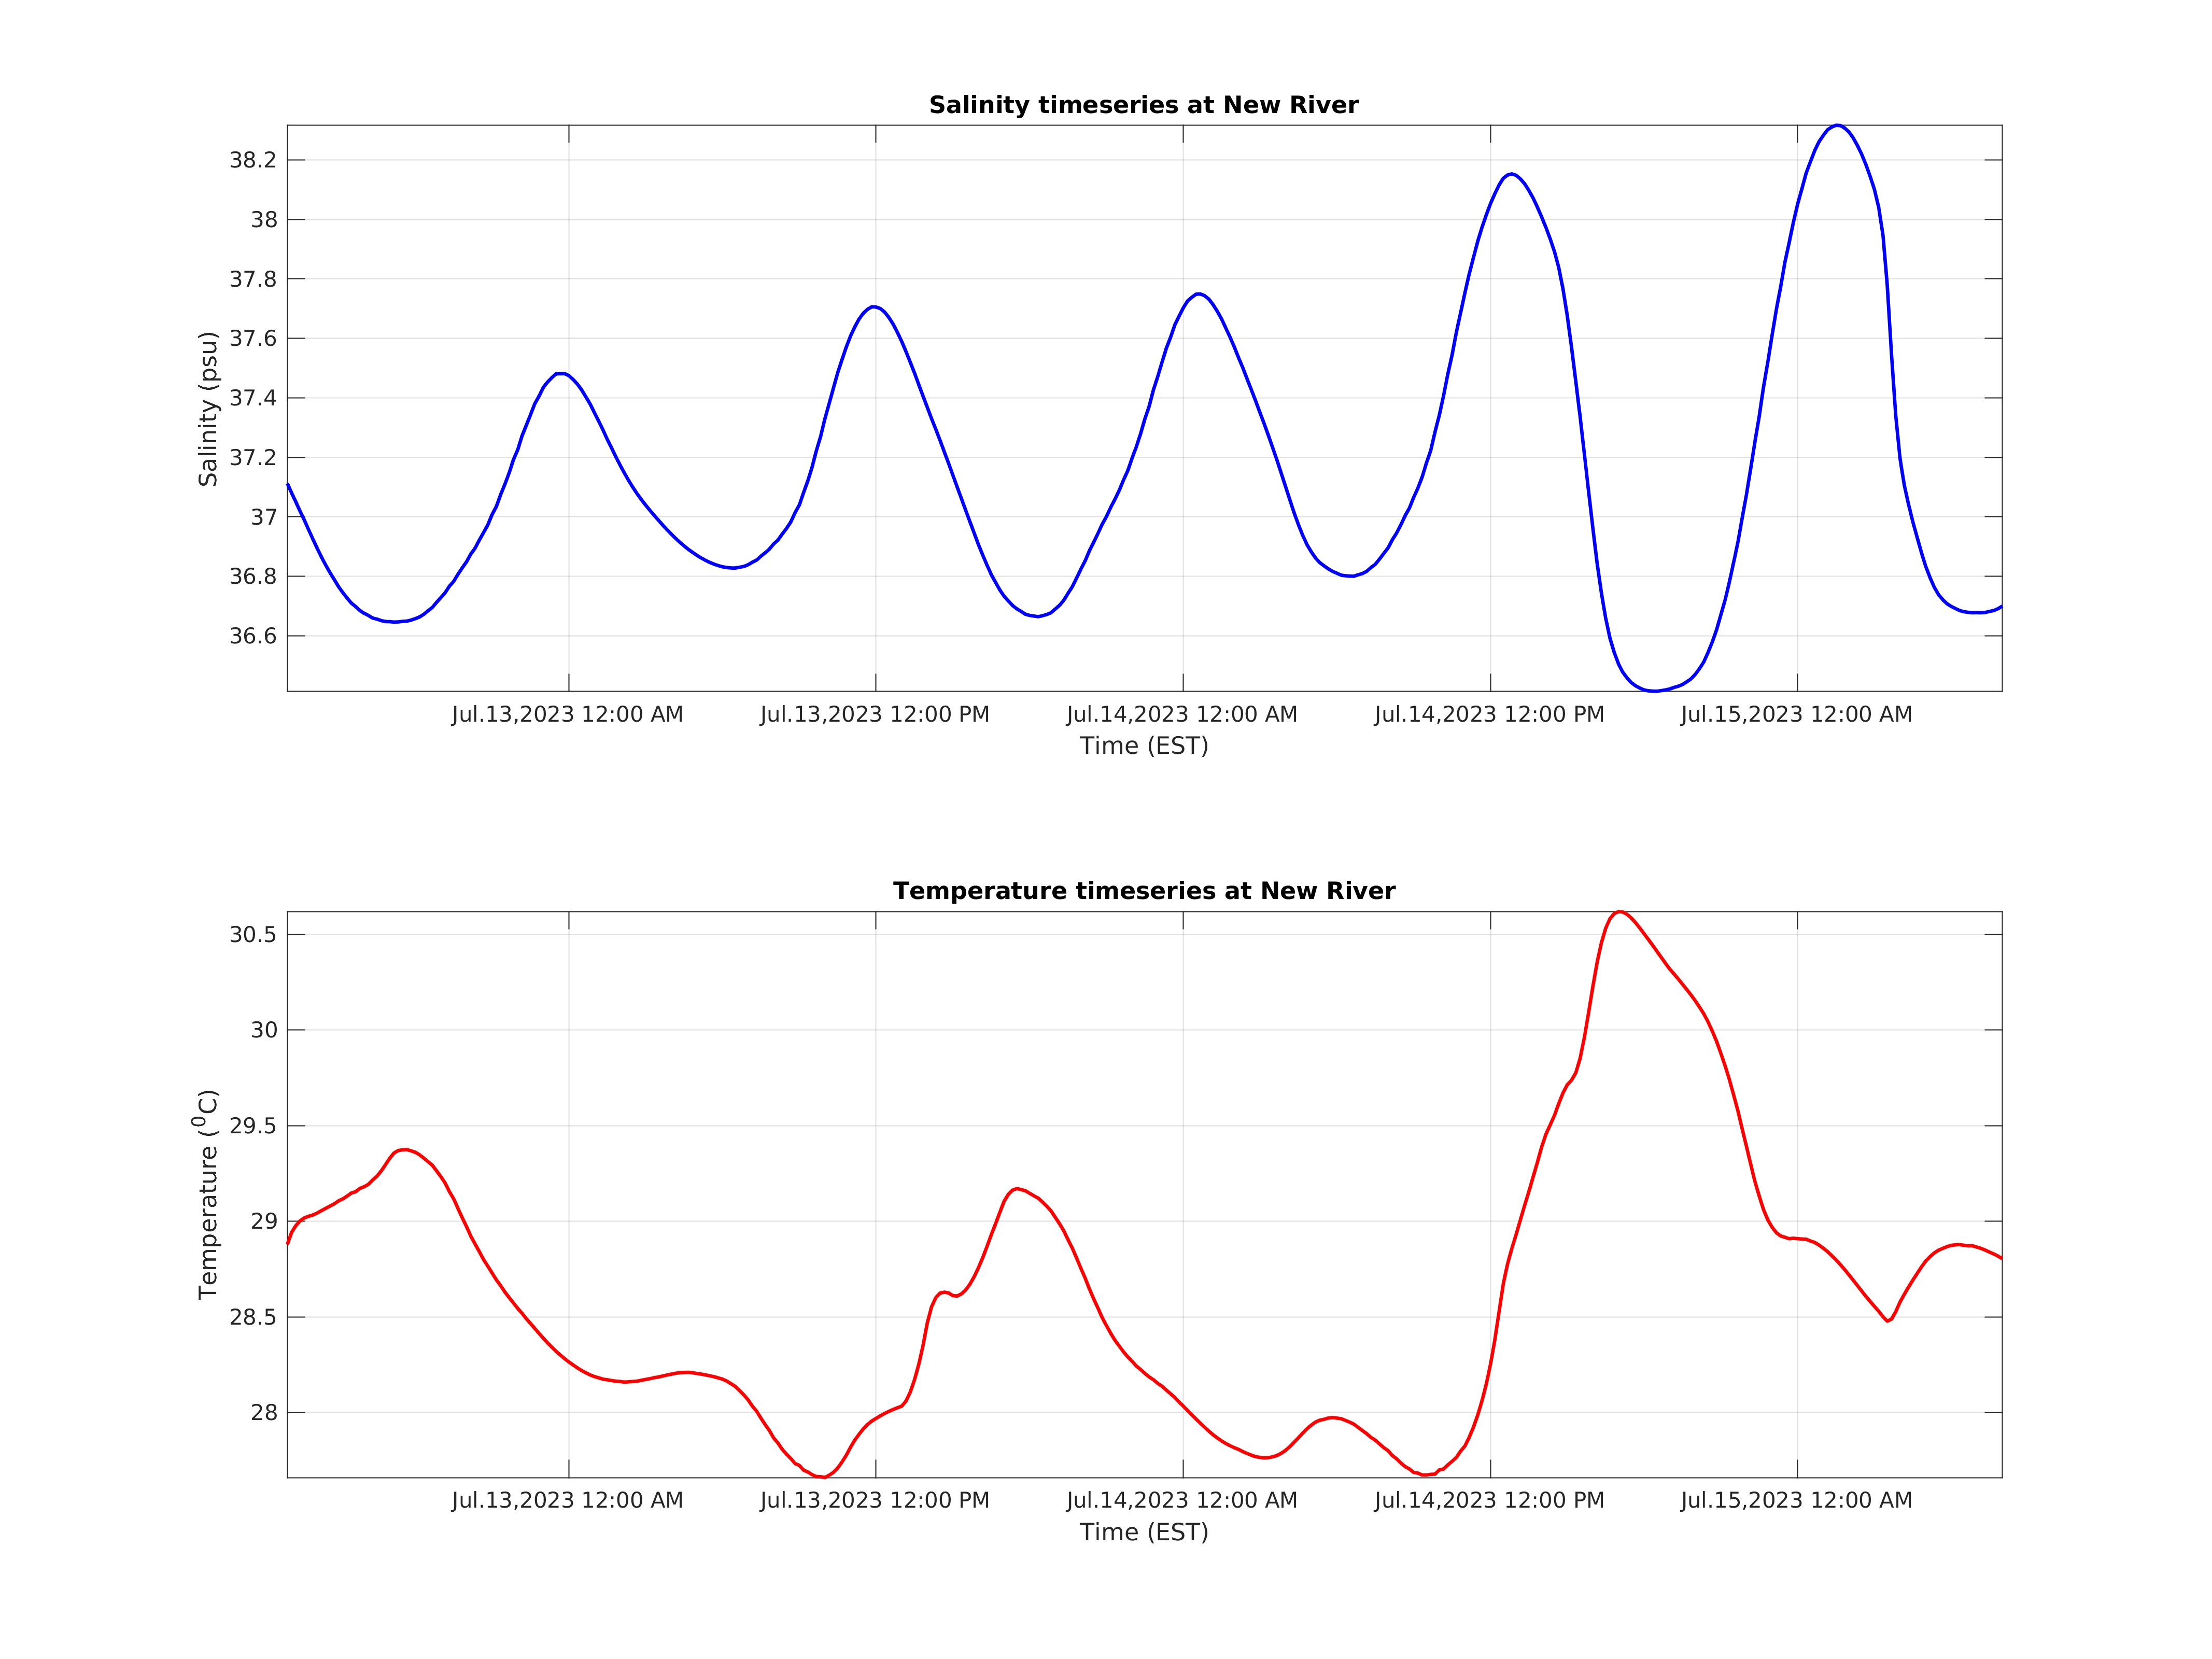 Salinity timeseries at New River
Salinity (psu)
38.2
38
37.8
37.6
37.4
37.2
37
36.8
36.6
Jul.13,2023 12:00 AM Jul.13,2023 12:00 PM Jul.14,2023 12:00 AM Jul.14,2023 12:00 PM Jul.15,2023 12:00 AM
Time (EST)
Temperature timeseries at New River
Temperature (⁰C)
30.5
30
29.5
29
28.5
28
Jul.13,2023 12:00 AM Jul.13,2023 12:00 PM Jul.14,2023 12:00 AM Jul.14,2023 12:00 PM Jul.15,2023 12:00 AM
Time (EST)